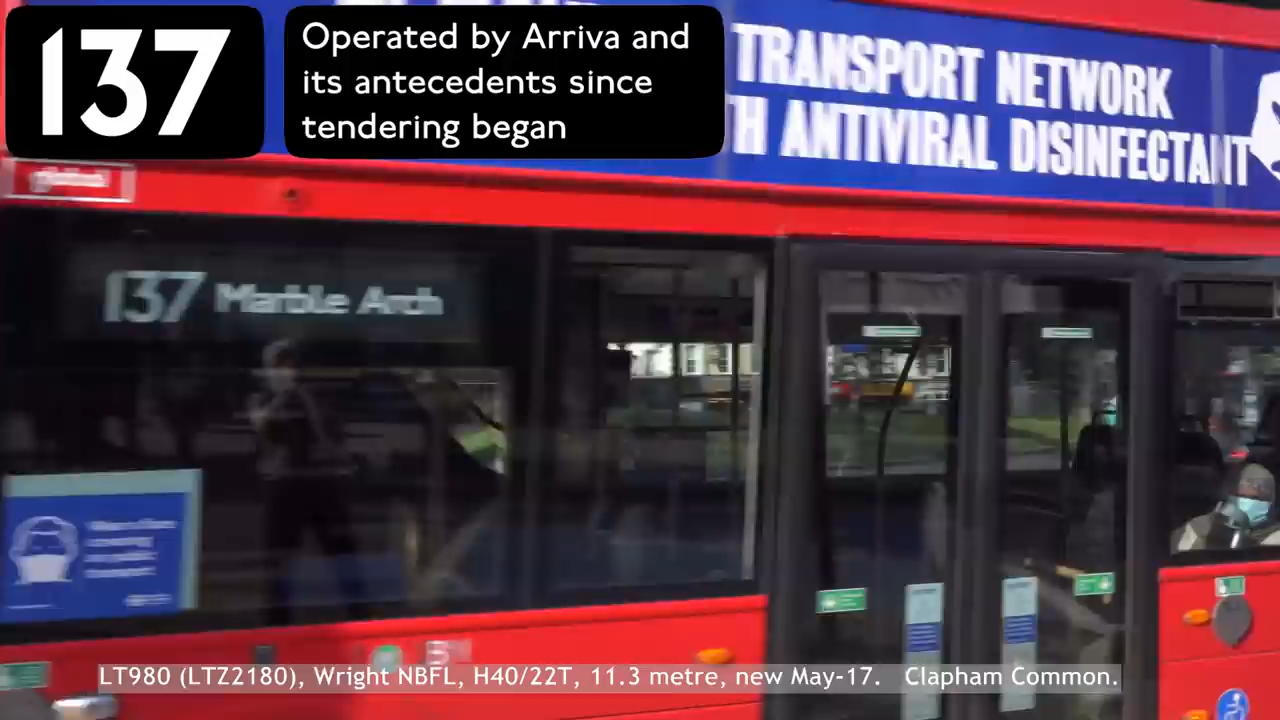 137
Operated by Arriva and
its antecedents since
tendering began
TRANSPORT NETWORK
ANTIVIRAL DISINFECTANT
137 Marble Arch
LT980 (LTZ2180), Wright NBFL, H40/22T, 11.3 metre, new May-17. Clapham Common.